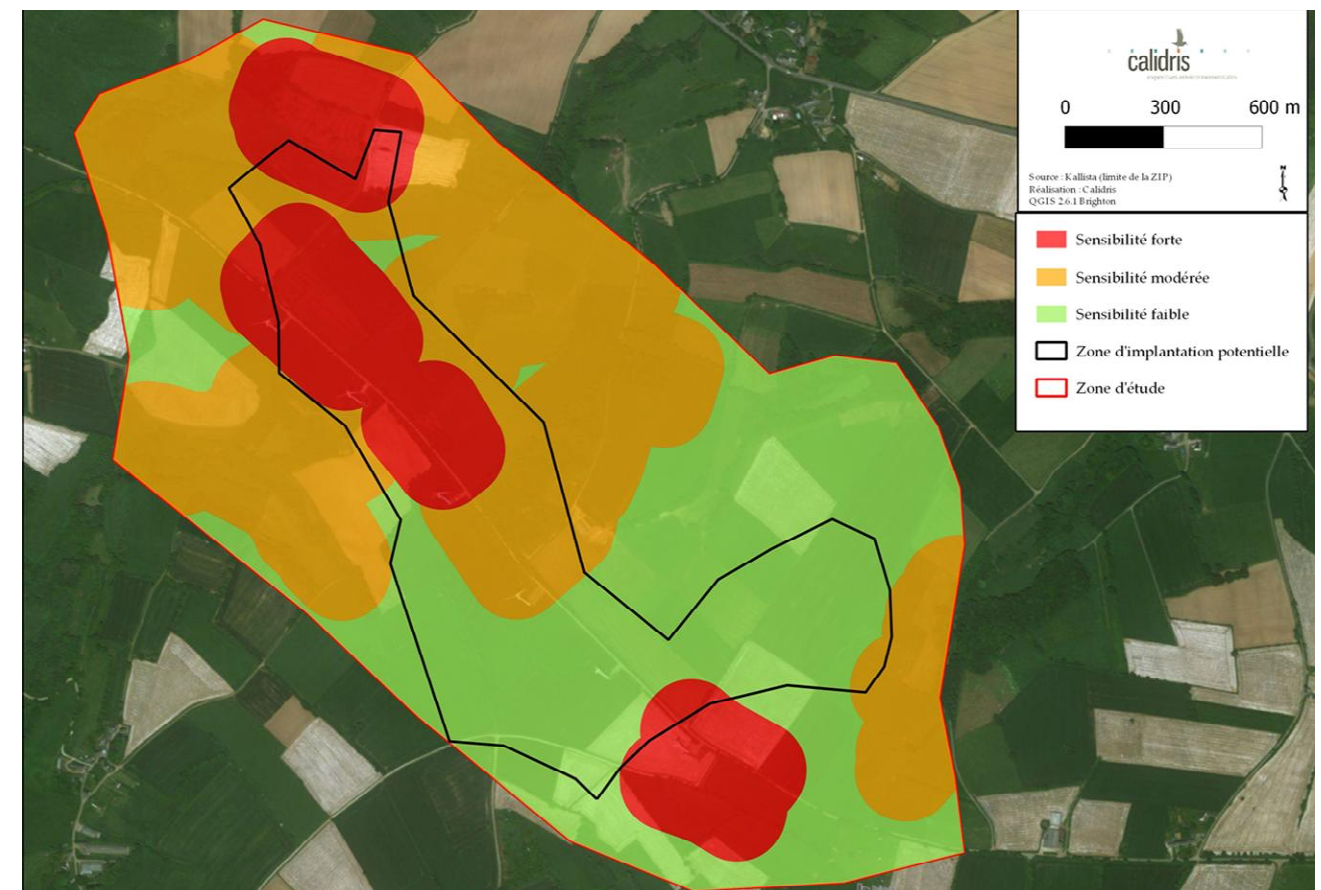 calidris
0 300 600 m
Source : Kallista (limite de la ZIP)
Réalisation : Calidris
QGIS 2.6.1 Brighton
N
Sensibilité forte
Sensibilité modérée
Sensibilité faible
Zone d'implantation potentielle
Zone d'étude